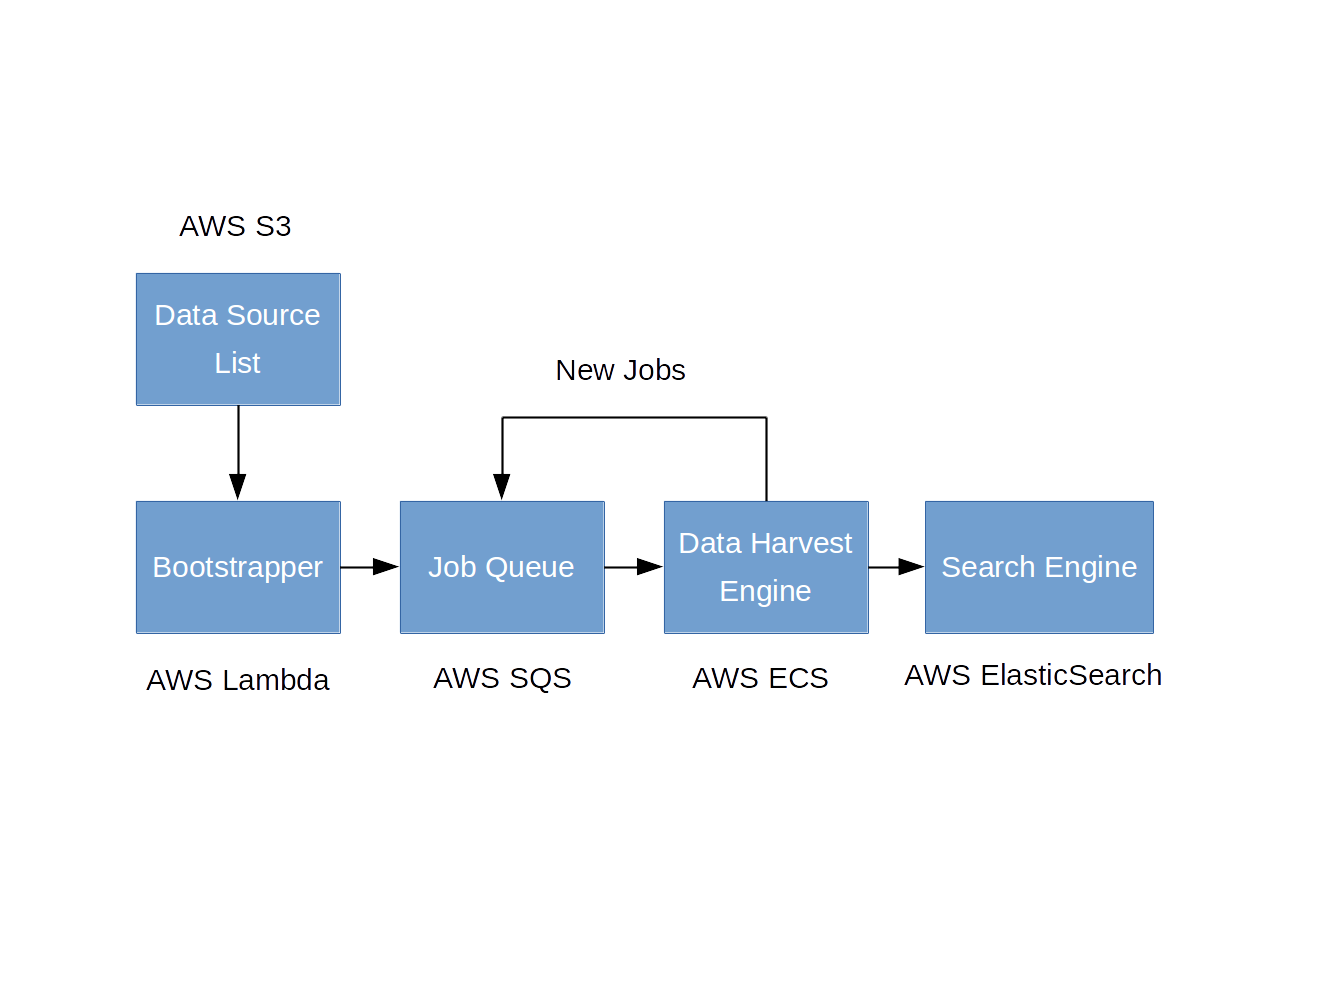 AWS S3
Data Source
List
New Jobs
Bootstrapper
Job Queue
Data Harvest
Engine
Search Engine
AWS Lambda
AWS SQS
AWS ECS
AWS ElasticSearch